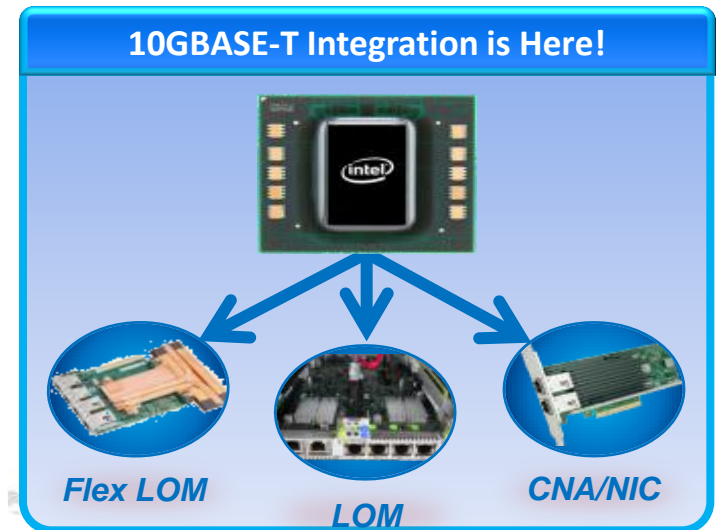 10GBASE-T Integration is Here!
intel
Flex LOM
LOM
CNA/NIC